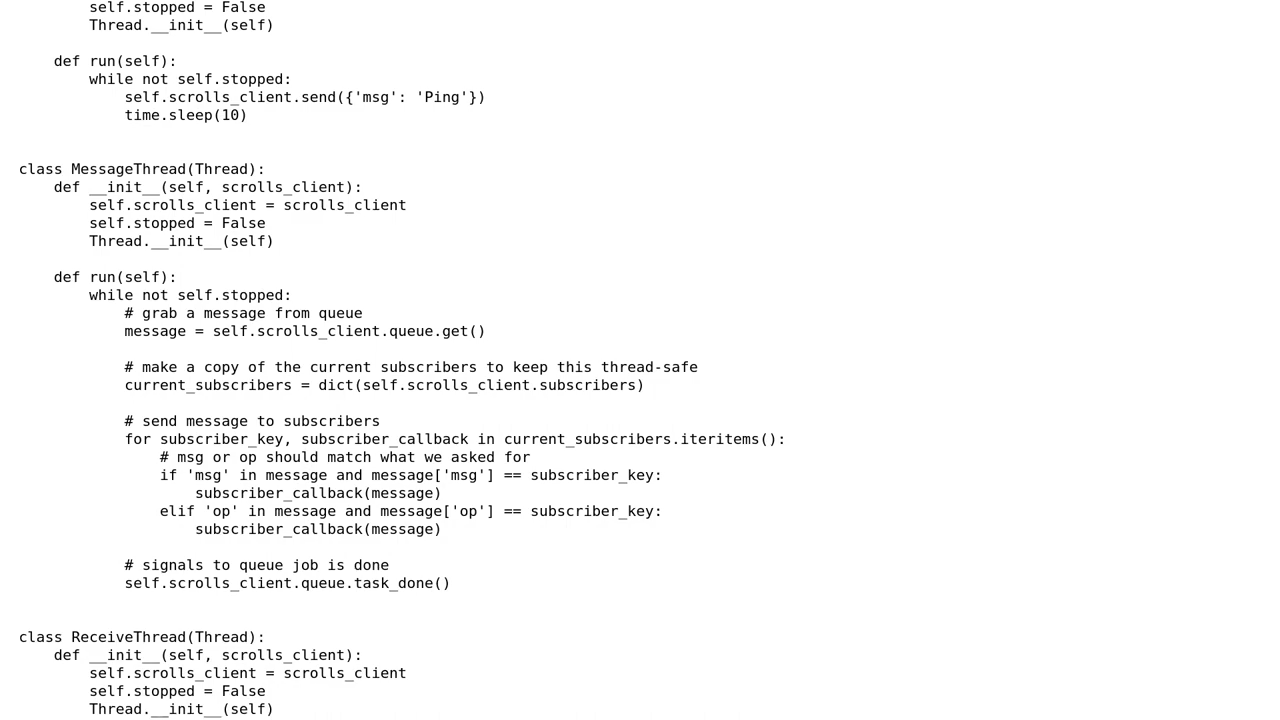 self.stopped = False
        Thread.__init__(self)

    def run(self):
        while not self.stopped:
            self.scrolls_client.send({'msg': 'Ping'})
            time.sleep(10)


class MessageThread(Thread):
    def __init__(self, scrolls_client):
        self.scrolls_client = scrolls_client
        self.stopped = False
        Thread.__init__(self)

    def run(self):
        while not self.stopped:
            # grab a message from queue
            message = self.scrolls_client.queue.get()

            # make a copy of the current subscribers to keep this thread-safe
            current_subscribers = dict(self.scrolls_client.subscribers)

            # send message to subscribers
            for subscriber_key, subscriber_callback in current_subscribers.iteritems():
                # msg or op should match what we asked for
                if 'msg' in message and message['msg'] == subscriber_key:
                    subscriber_callback(message)
                elif 'op' in message and message['op'] == subscriber_key:
                    subscriber_callback(message)

            # signals to queue job is done
            self.scrolls_client.queue.task_done()


class ReceiveThread(Thread):
    def __init__(self, scrolls_client):
        self.scrolls_client = scrolls_client
        self.stopped = False
        Thread.__init__(self)